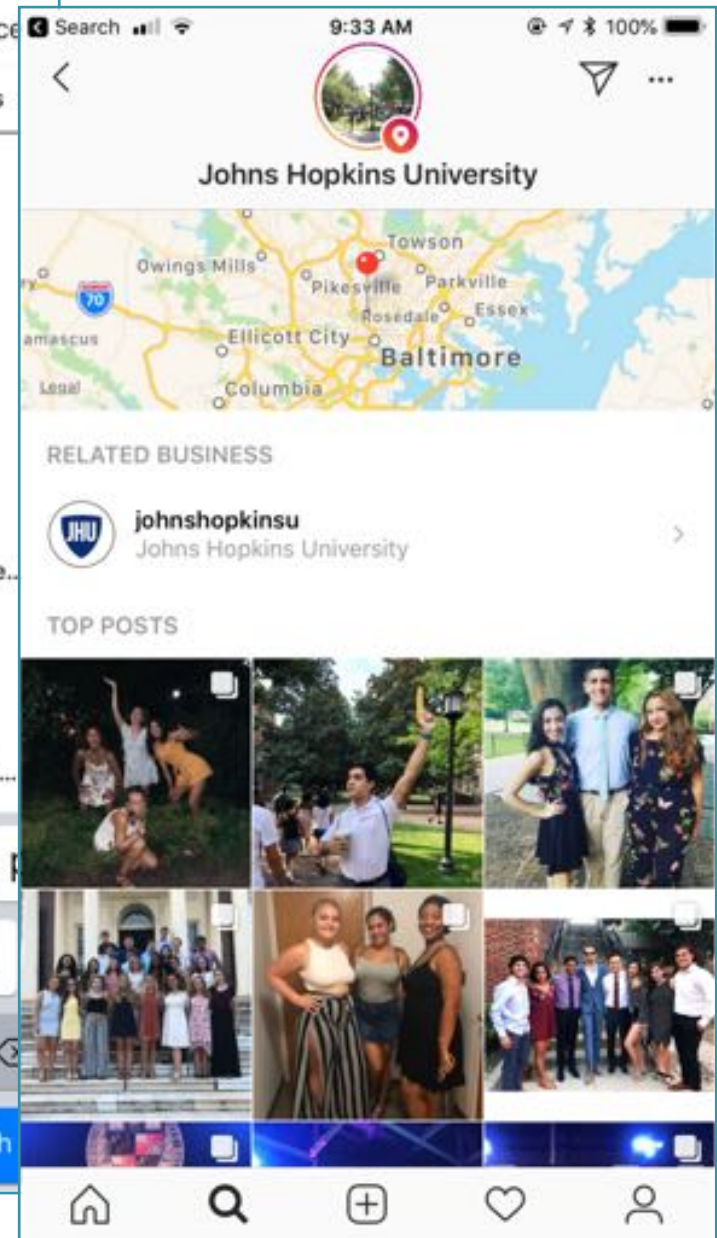 Search 9:33 AM 100%
Johns Hopkins University
Towson
Owings Mills
Pikesville Parkville
70
Rosedale Essex
amascus
Ellicott City
Baltimore
Legal Columbia
RELATED BUSINESS
JHU
johnshopkinsu
Johns Hopkins University
TOP POSTS